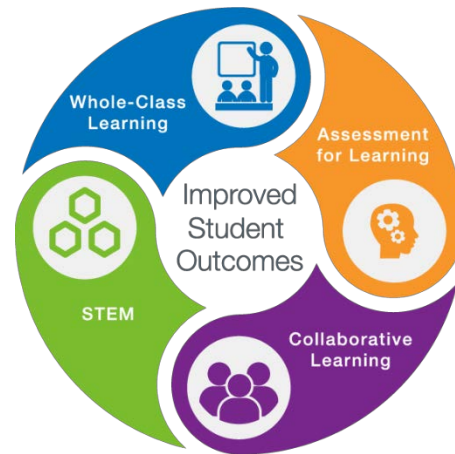 Whole-Class
Learning
Assessment
for Learning
Improved
Student
Outcomes
STEM
Collaborative
Learning